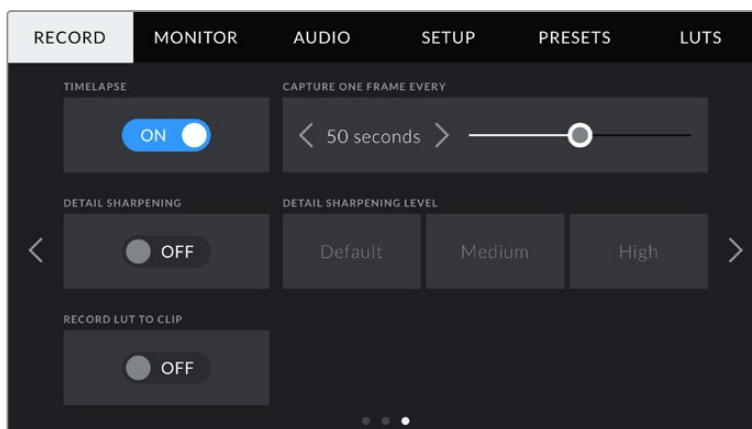 RECORD MONITOR AUDIO SETUP PRESETS LUTS
TIMELAPSE
CAPTURE ONE FRAME EVERY
ON
50 seconds
DETAIL SHARPENING
DETAIL SHARPENING LEVEL
OFF
Default
Medium
High
RECORD LUT TO CLIP
OFF